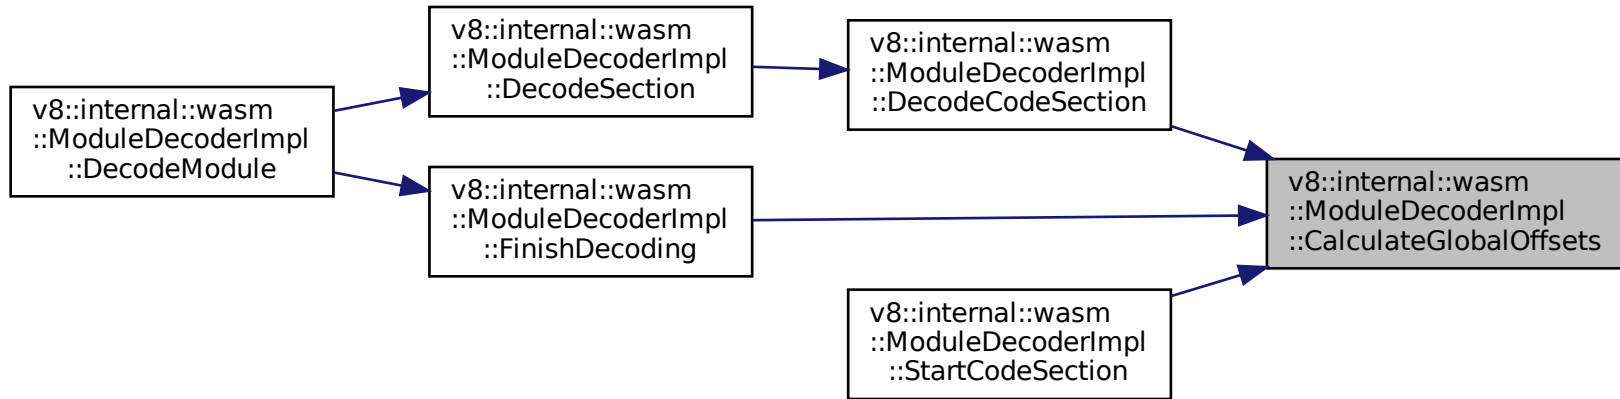 v8::internal::wasm
::ModuleDecoderImpl
::DecodeModule
v8::internal::wasm
::ModuleDecoderImpl
::DecodeSection
v8::internal::wasm
::ModuleDecoderImpl
::FinishDecoding
v8::internal::wasm
::ModuleDecoderImpl
::DecodeCodeSection
v8::internal::wasm
::ModuleDecoderImpl
::StartCodeSection
v8::internal::wasm
::ModuleDecoderImpl
::CalculateGlobalOffsets